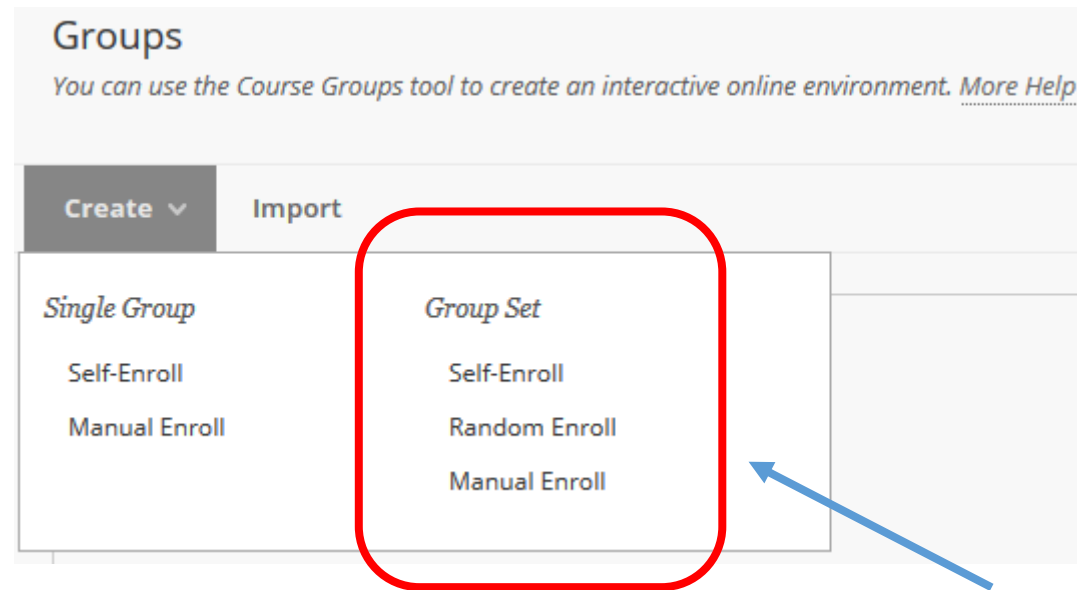 Groups
You can use the Course Groups tool to create an interactive online environment. More Help
Create Import
Single Group
Self-Enroll
Manual Enroll
Group Set
Self-Enroll
Random Enroll
Manual Enroll